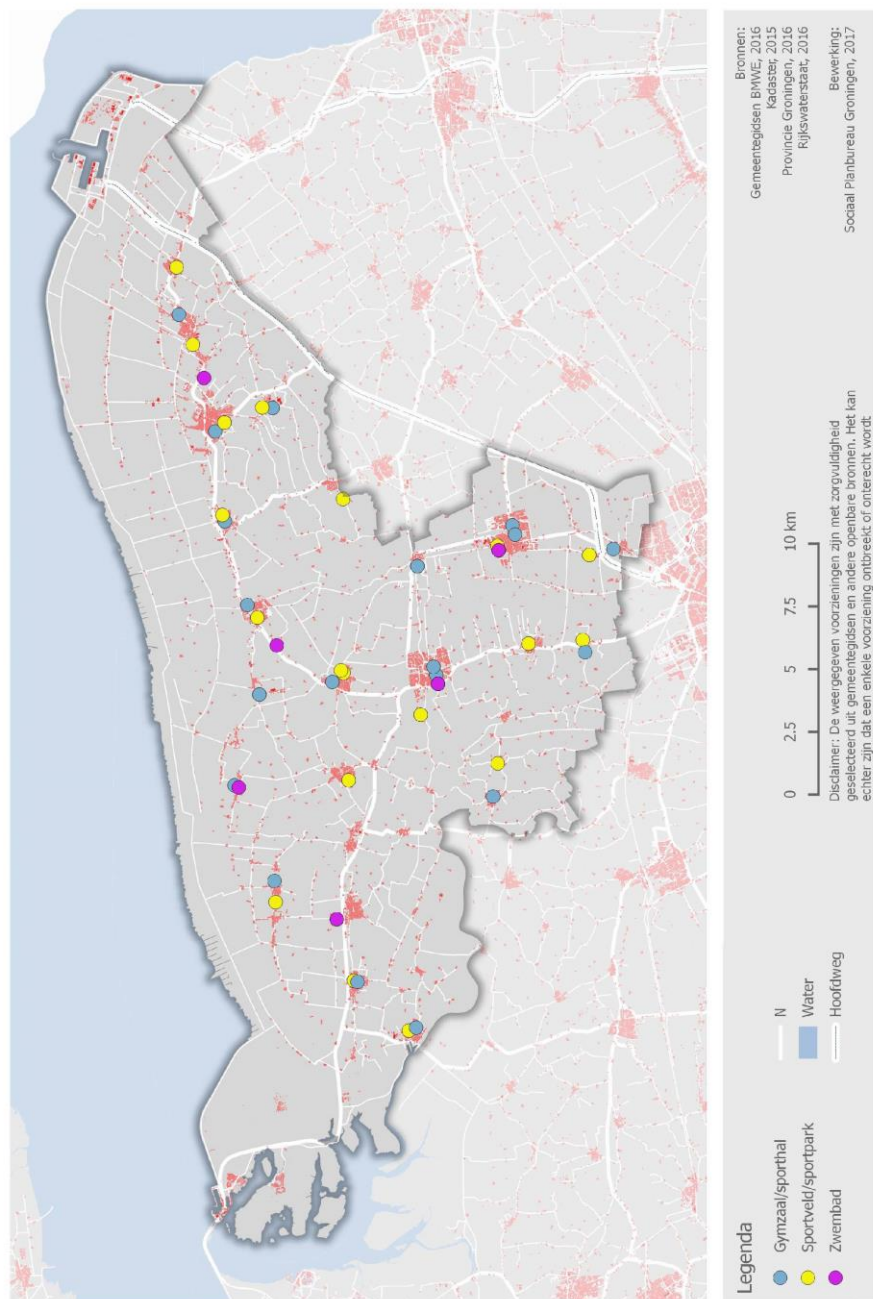 Legenda
Gymzaal/sporthal
Sportveld/sportpark
Zwembad
N
Water
Hoofdweg
0 2.5 5 7.5 10 km
Disclaimer: De weergegeven voorzieningen zijn met zorgvuldigheid
geselecteerd uit gemeentegidsen en andere openbare bronnen. Het kan
echter zijn dat een enkele voorziening ontbreekt of onterecht wordt
Bronnen:
Gemeentegidsen BMWE, 2016
Kadaster, 2015
Provincie Groningen, 2016
Rijkswaterstaat, 2016
Bewerking:
Sociaal Planbureau Groningen, 2017